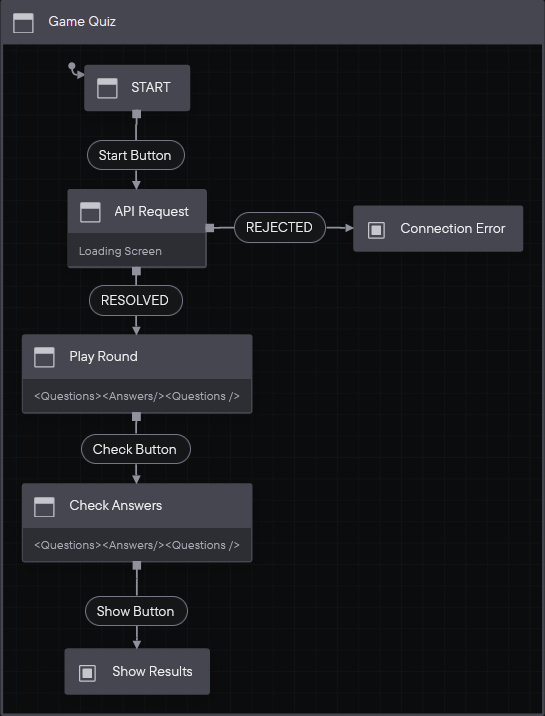 Game Quiz
START
Start Button
API Request
Loading Screen
REJECTED
Connection Error
RESOLVED
Play Round
<Questions><Answers/><Questions />
Check Button
Check Answers
<Questions><Answers/><Questions />
Show Button
Show Results